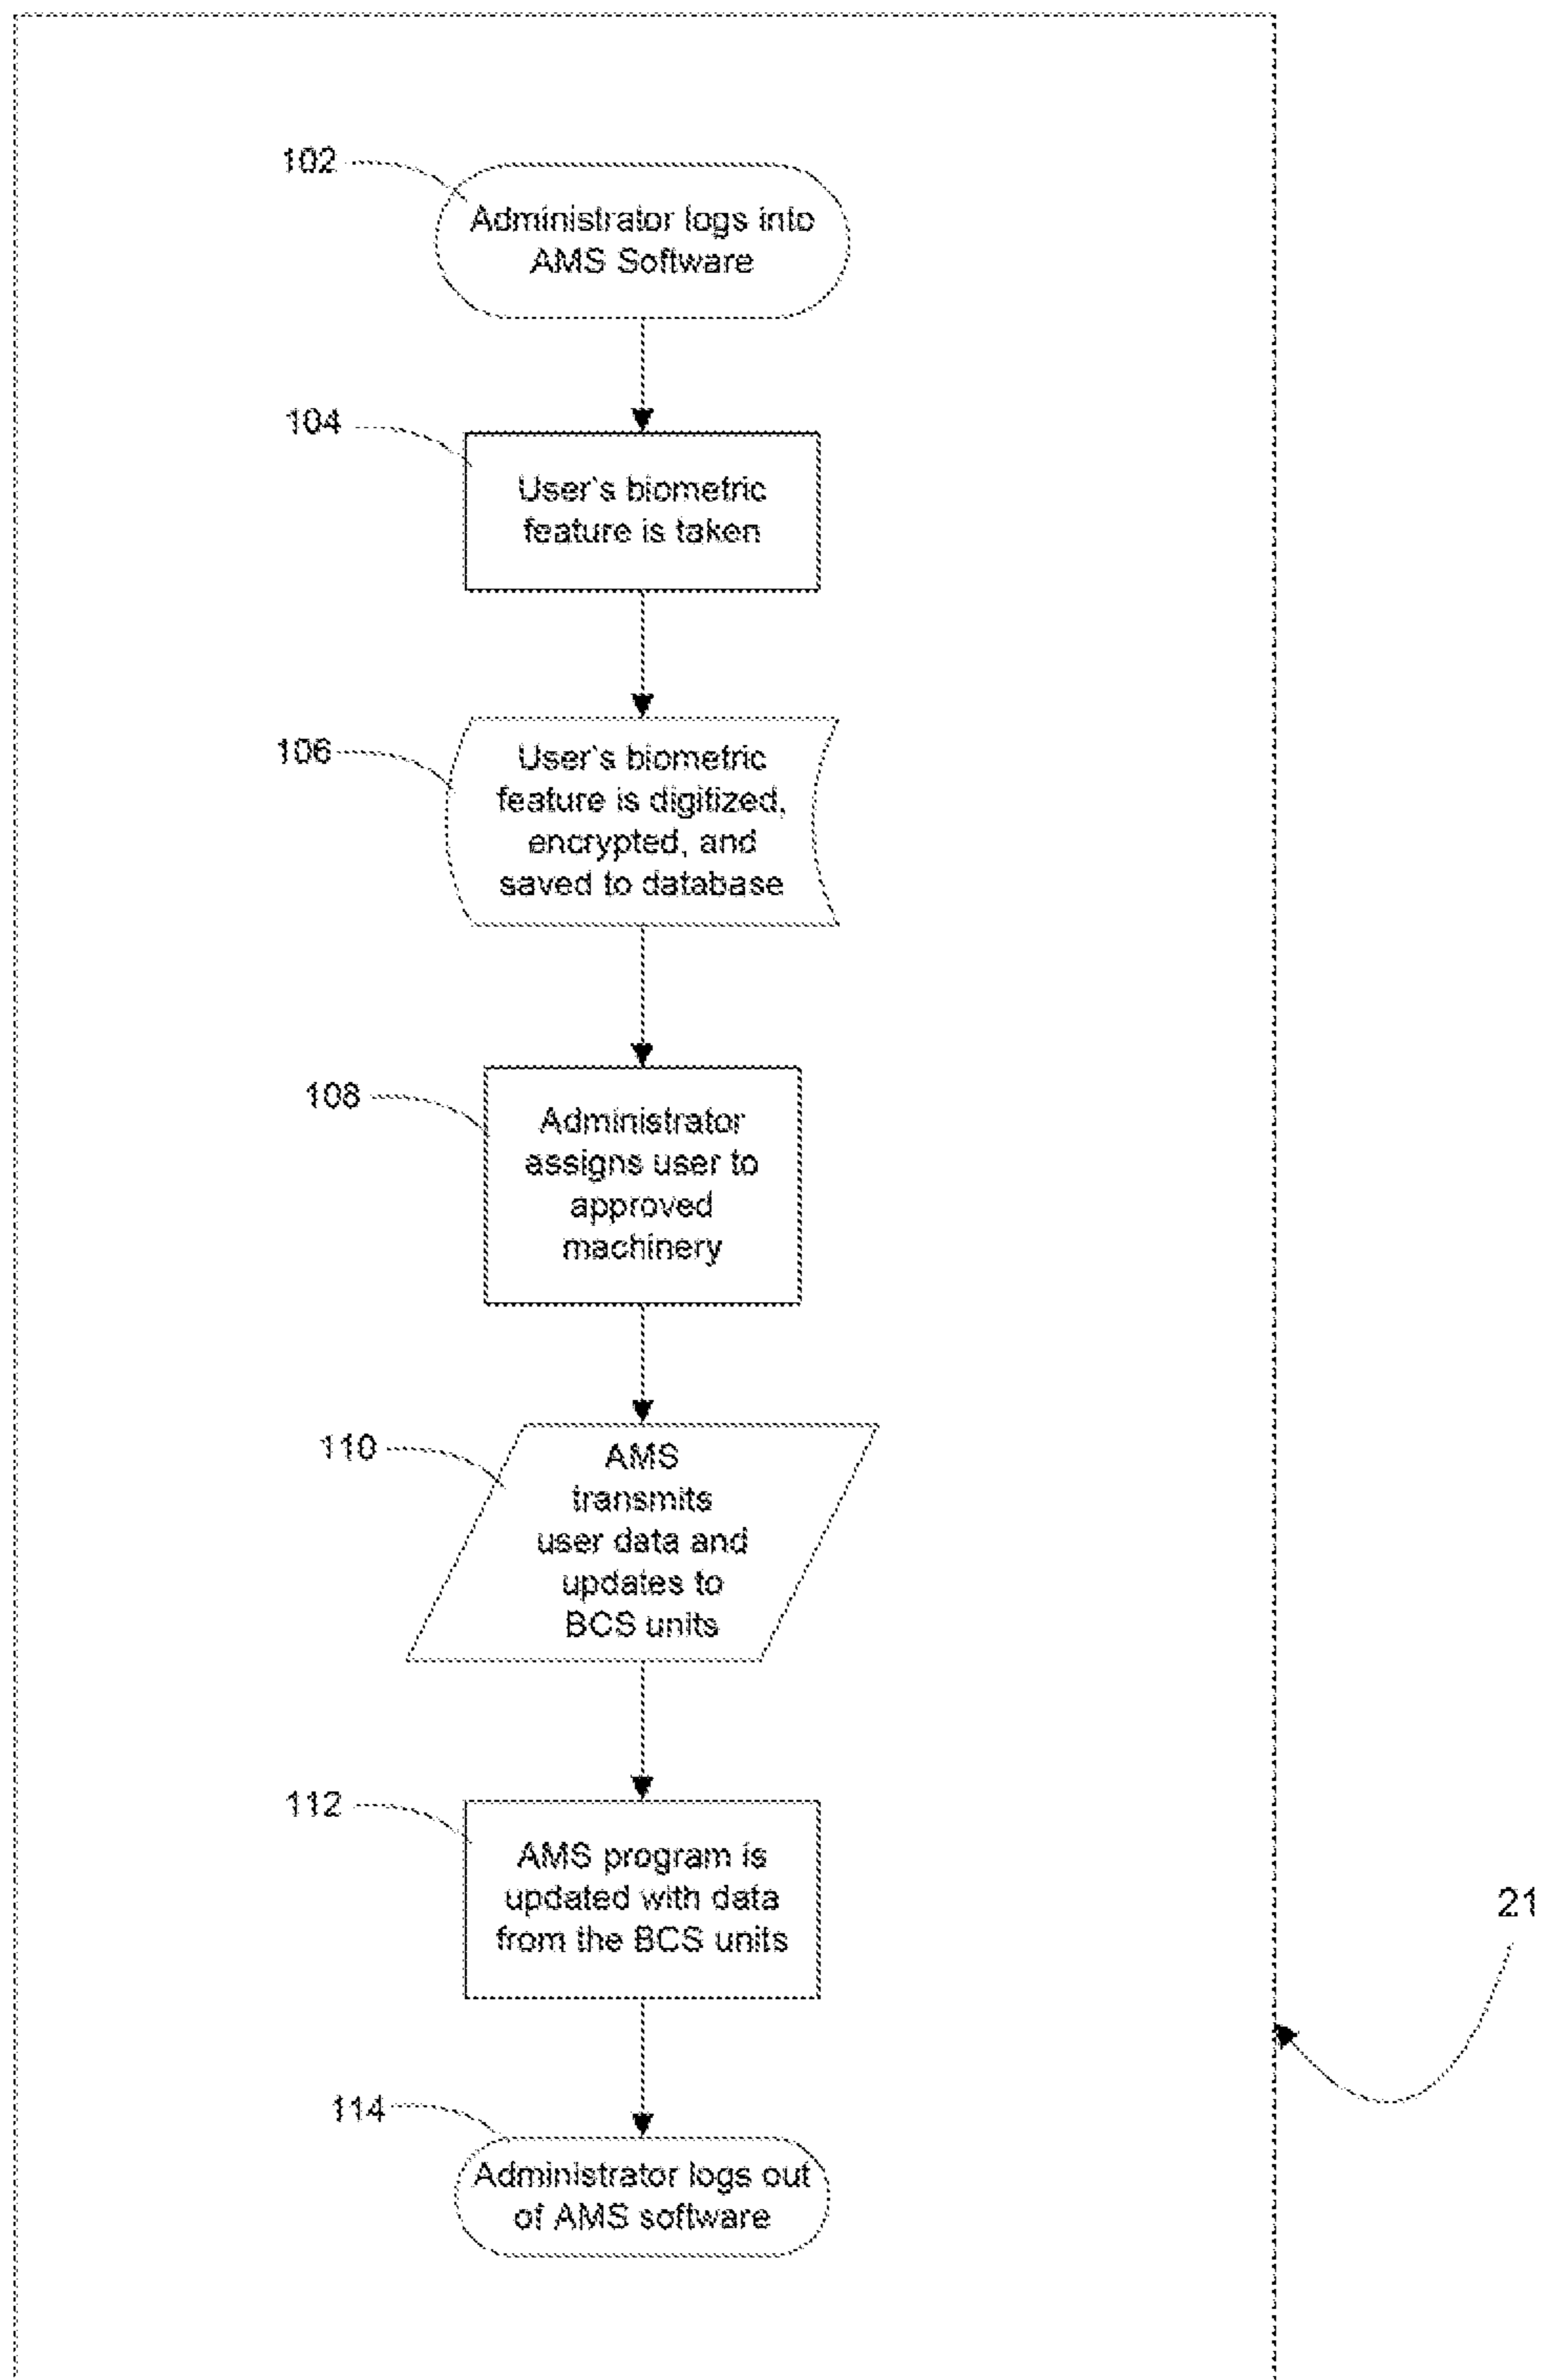 102
Administrator logs into
AMS Software
104
User`s biometric
feature is taken
106
User`s biometric
feature is digitized,
encrypted, and
saved to database
108
Administrator
assigns user to
approved
machinery
110
AMS
transmits
user data and
updates to
BCS units
112
AMS program is
updated with data
from the BCS units
21
114
Administrator logs out
of AMS software